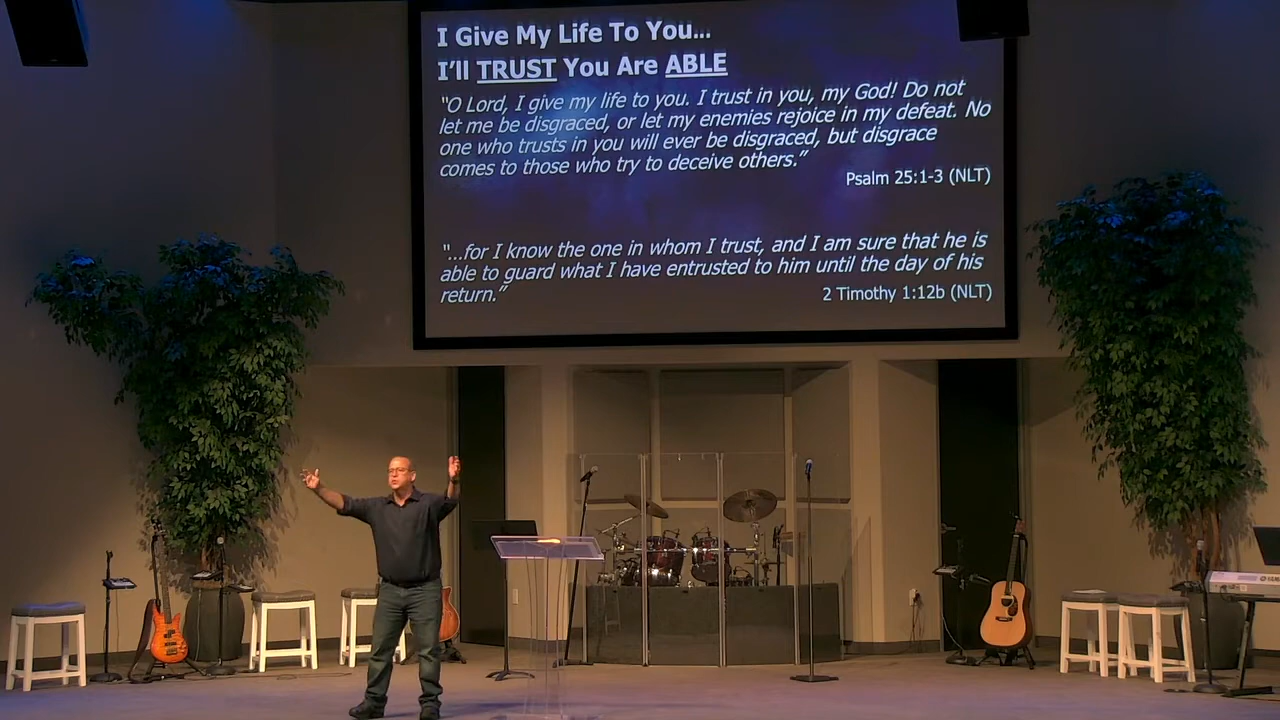 I Give My Life To You...
I'll TRUST You Are ABLE
"O Lord, I give my life to you. I trust in you, my God! Do not
let me be disgraced, or let my enemies rejoice in my defeat. No
one who trusts in you will ever be disgraced, but disgrace
comes to those who try to deceive others."
Psalm 25:1-3 (NLT)
"...for I know the one in whom I trust, and I am sure that he is
able to guard what I have entrusted to him until the day of his
return."
2 Timothy 1:12b (NLT)